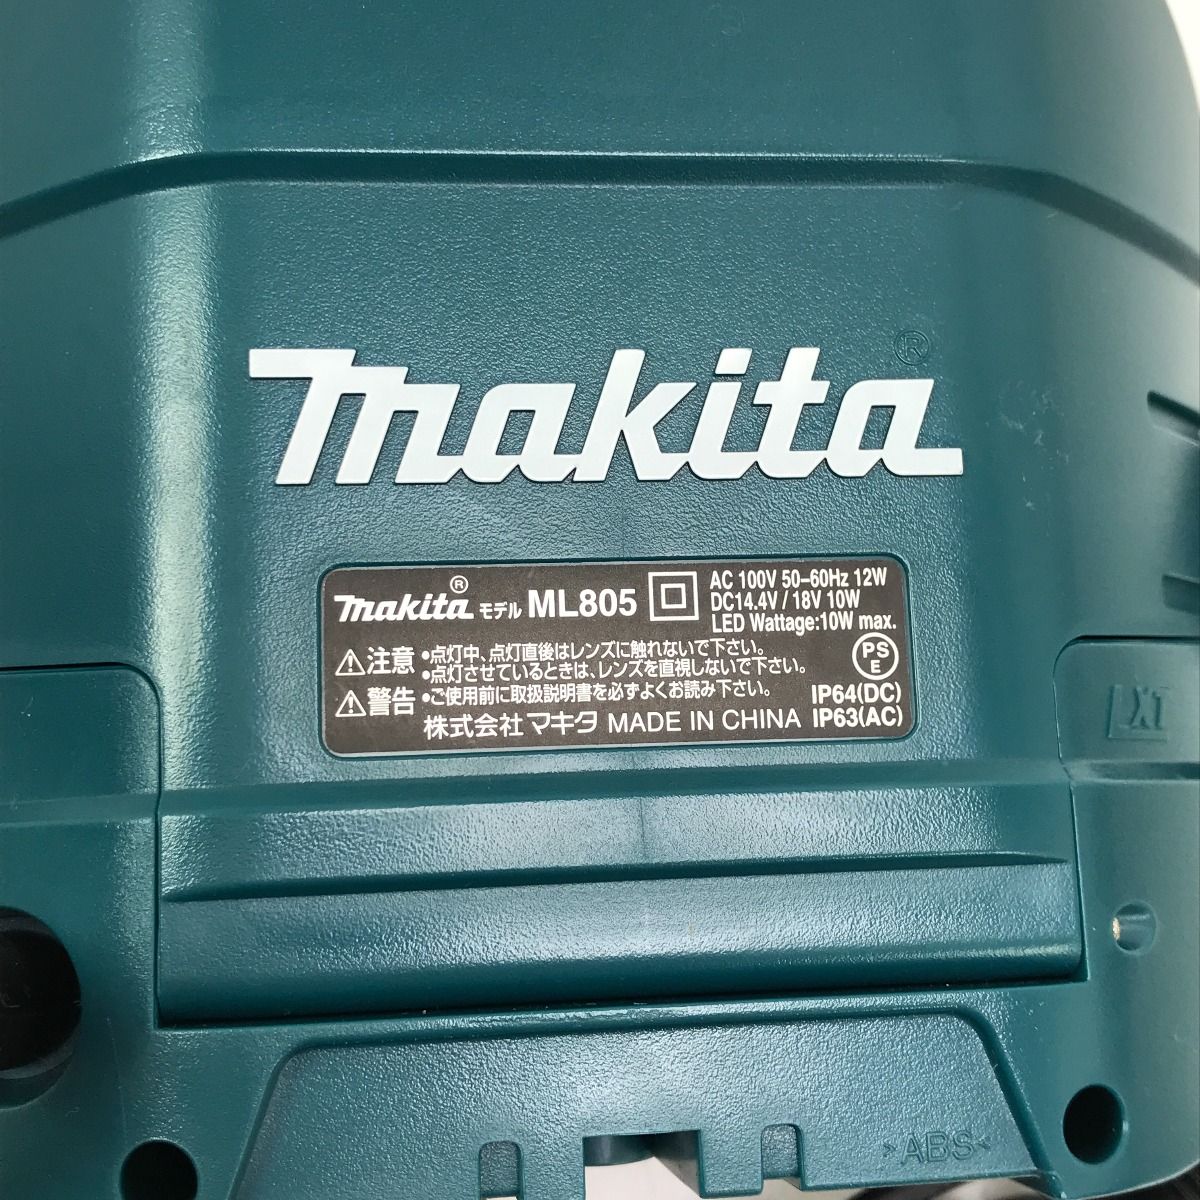 makita®
makita® モデル ML805
AC 100V 50-60Hz 12W
DC14.4V / 18V 10W
LED Wattage:10W max.
⚠注意 •点灯中、点灯直後はレンズに触れないで下さい。
•点灯させているときは、レンズを直視しないで下さい。
⚠警告 •ご使用前に取扱説明書を必ずよくお読み下さい。
PS
E
IP64(DC)
株式会社 マキタ MADE IN CHINA IP63(AC)
LXT
>ABS<